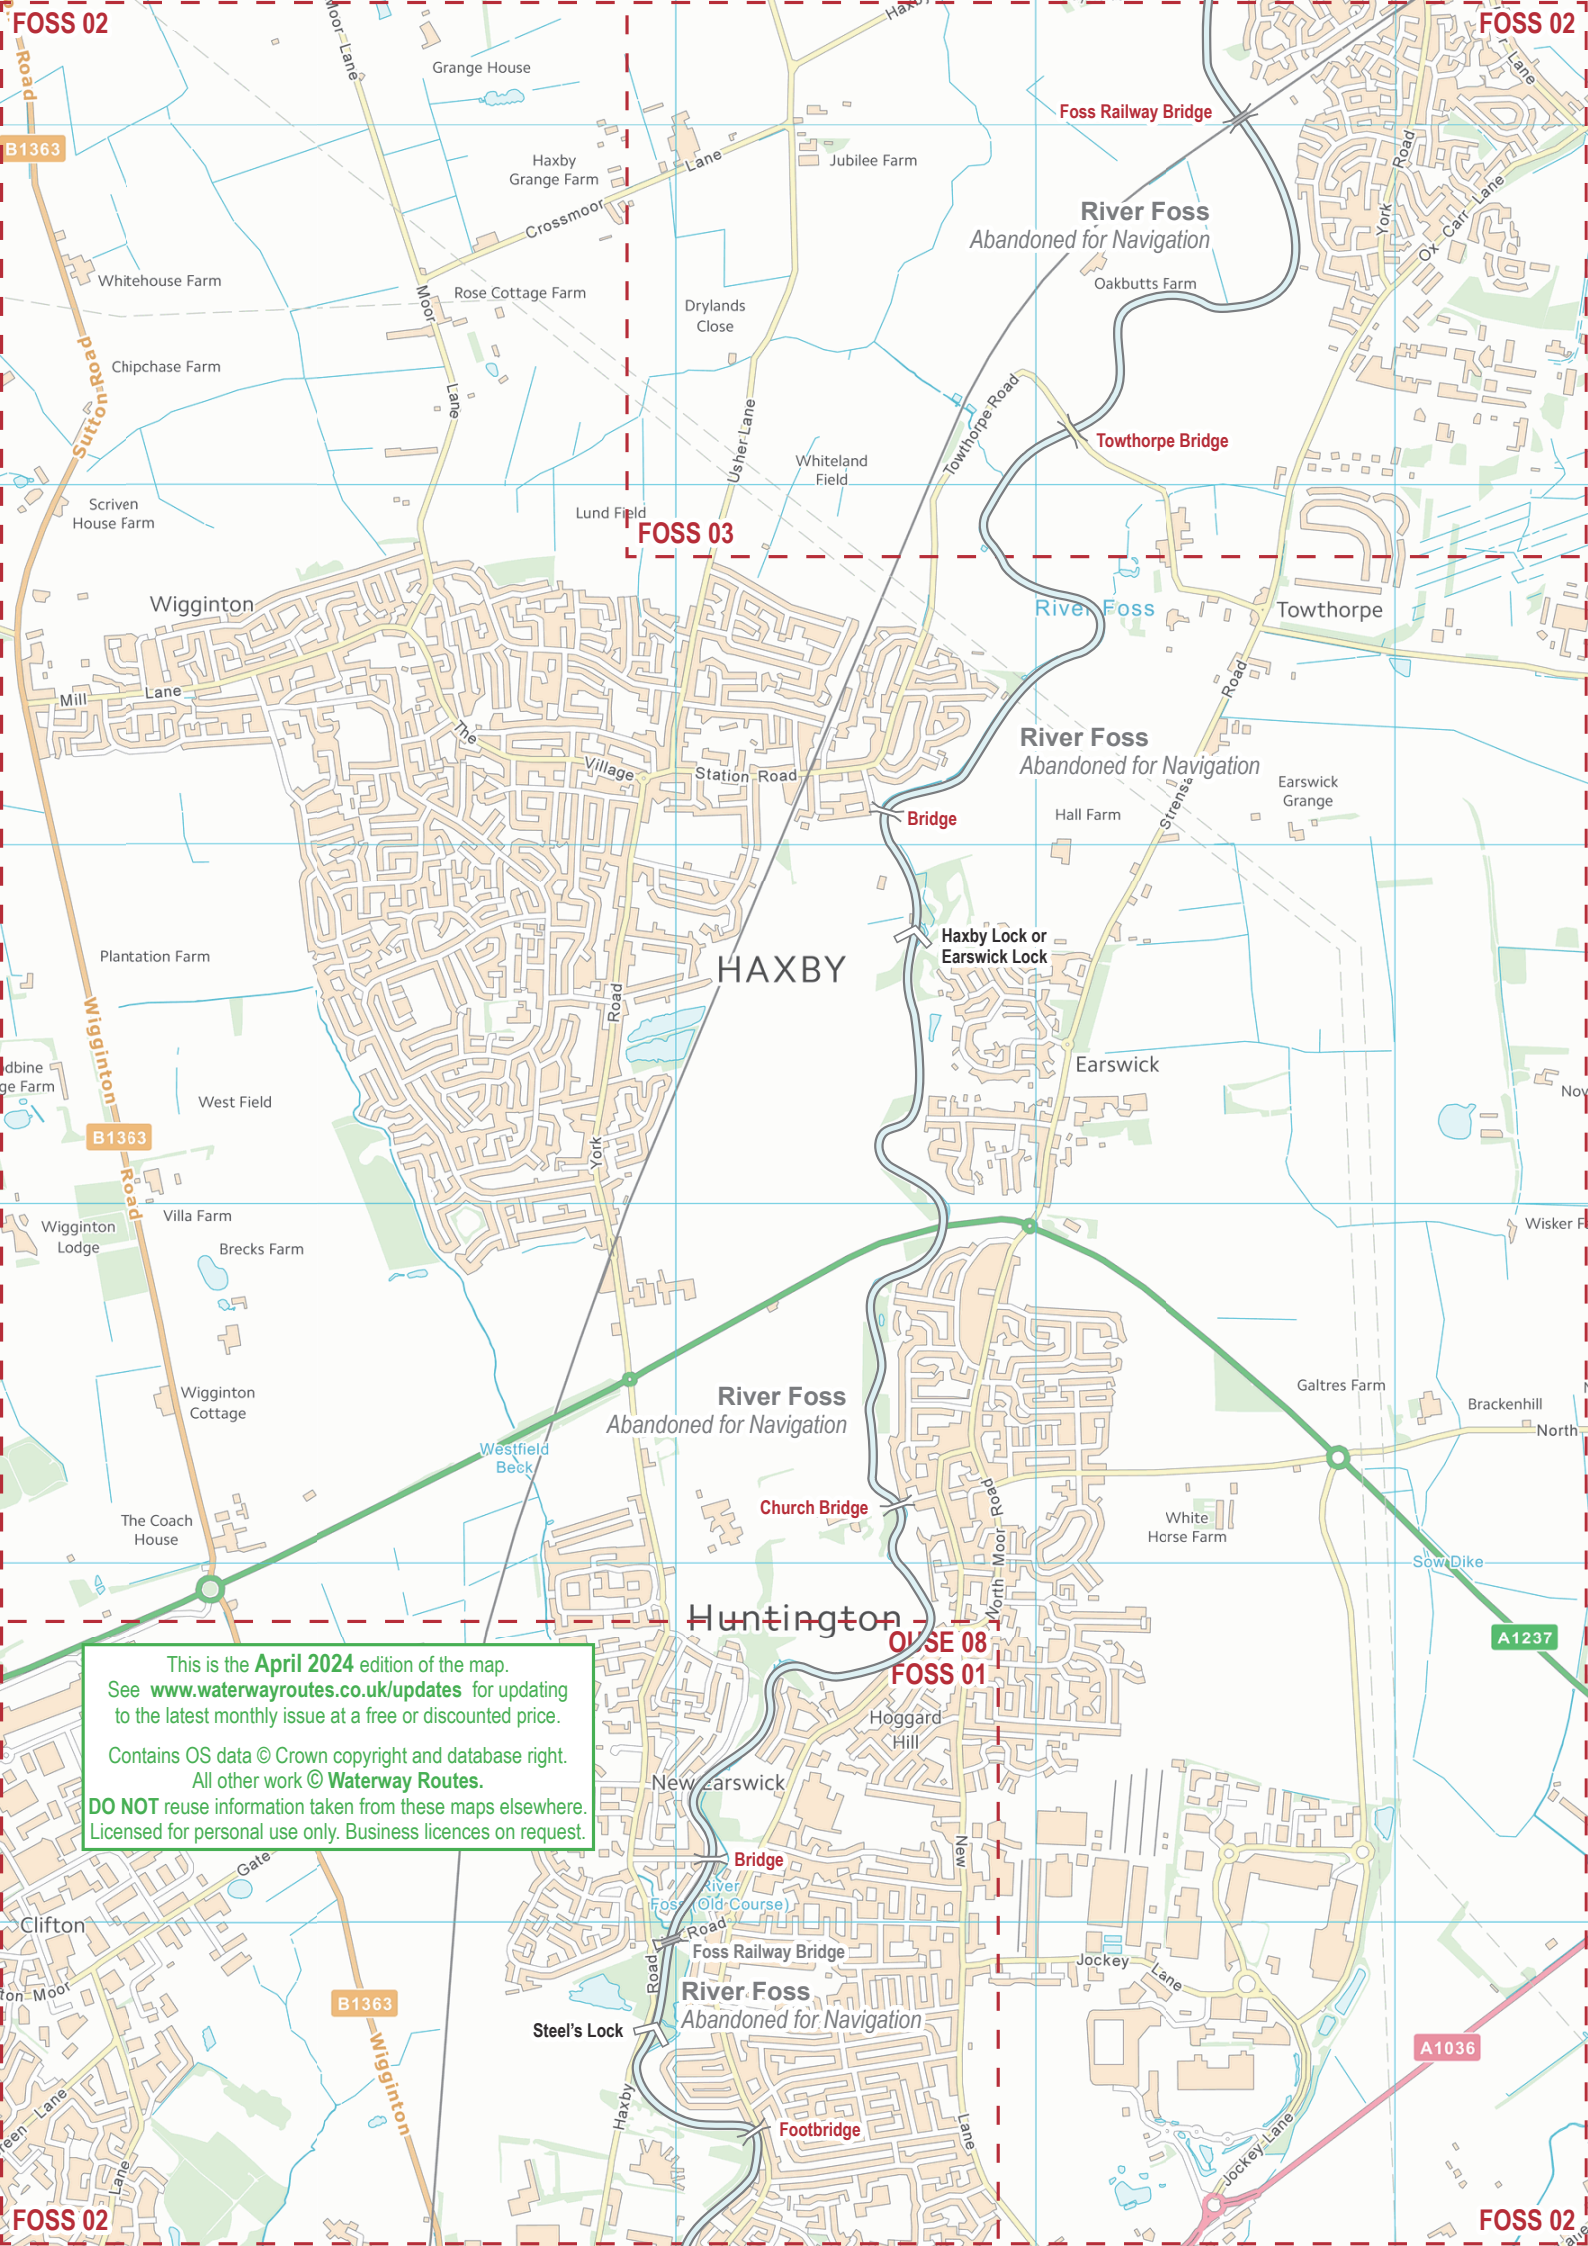 FOSS 02
FOSS 02
Road
Moor Lane
Grange House
Lane
B1363
Foss Railway Bridge
Haxby
Grange Farm
Lane
Jubilee Farm
Road
York
Ox Carr Lane
Crossmoor
River Foss
Abandoned for Navigation
Whitehouse Farm
Moor
Rose Cottage Farm
Oakbutts Farm
Drylands
Close
Chipchase Farm
Sutton Road
Lane
Usher Lane
Towthorpe Road
Towthorpe Bridge
Whiteland
Field
Scriven
House Farm
Lund Field
FOSS 03
Wigginton
River Foss
Towthorpe
Mill Lane
Road
The
Village
Station Road
River Foss
Abandoned for Navigation
Earswick
Grange
Bridge
Hall Farm
Haxby Lock or
Earswick Lock
Plantation Farm
HAXBY
Road
Wigginton
Earswick
West Field
B1363
York
Road
Villa Farm
Wigginton
Lodge
Brecks Farm
Wigginton
Cottage
River Foss
Abandoned for Navigation
Galtres Farm
Brackenhill
North
Westfield
Beck
Church Bridge
North Moor Road
The Coach
House
White
Horse Farm
Sow Dike
Huntington
OUSE 08
FOSS 01
A1237
This is the April 2024 edition of the map.
See www.waterwayroutes.co.uk/updates for updating
to the latest monthly issue at a free or discounted price.
Contains OS data © Crown copyright and database right.
All other work © Waterway Routes.
DO NOT reuse information taken from these maps elsewhere.
Licensed for personal use only. Business licences on request.
Hoggard
Hill
New Earswick
New
Gate
Bridge
River
Foss (Old Course)
Clifton
Road
Foss Railway Bridge
Jockey Lane
Road
River Foss
Abandoned for Navigation
B1363
Steel's Lock
A1036
Wigginton
Haxby
Footbridge
Lane
Jockey Lane
Lane
FOSS 02
FOSS 02